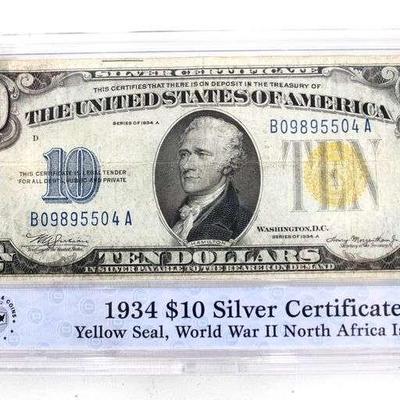 SILVER CERTIFICATE
THIS CERTIFIES THAT THERE IS ON DEPOSIT IN THE TREASURY OF
THE UNITED STATES OF AMERICA
SERIES OF 1934 A
B09895504 A
D
THIS CERTIFICATE IS LEGAL TENDER
FOR ALL DEBTS, PUBLIC AND PRIVATE
10
TEN
B09895504 A
WASHINGTON, D.C.
SERIES OF 1934 A
HAMILTON
TEN DOLLARS
IN SILVER PAYABLE TO THE BEARER ON DEMAND
1934 $10 Silver Certificate
Yellow Seal, World War II North Africa Is
COINS